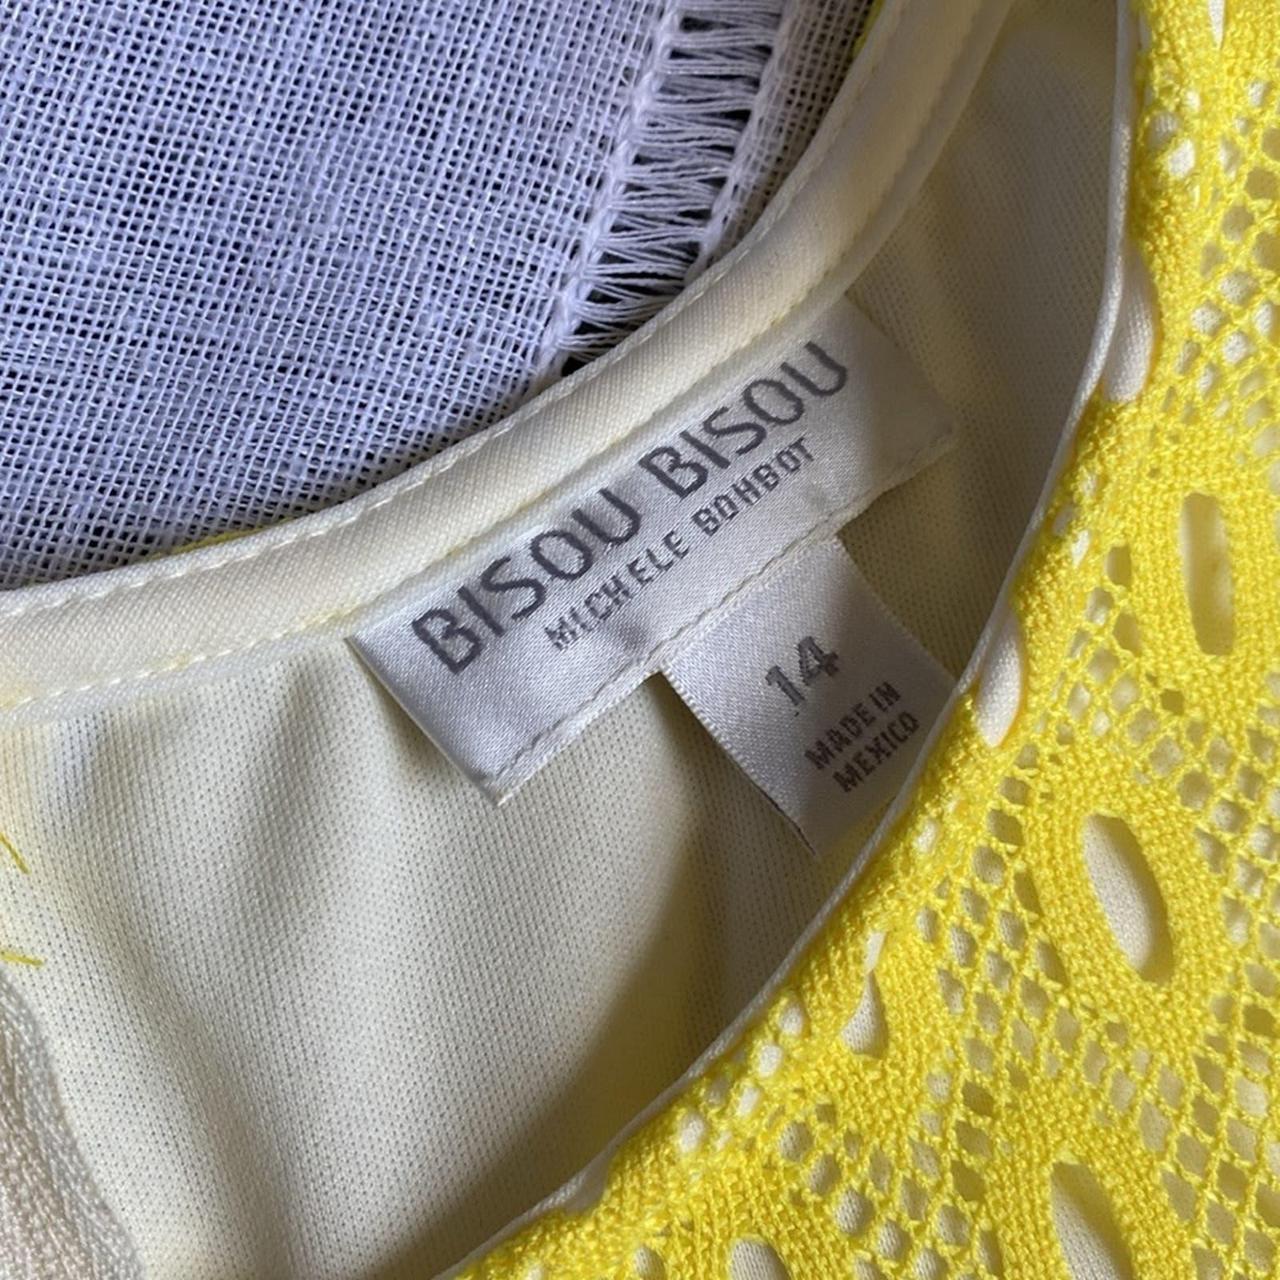 BISOU BISOU
MICHELE BOHBOT
14
MADE IN
MEXICO